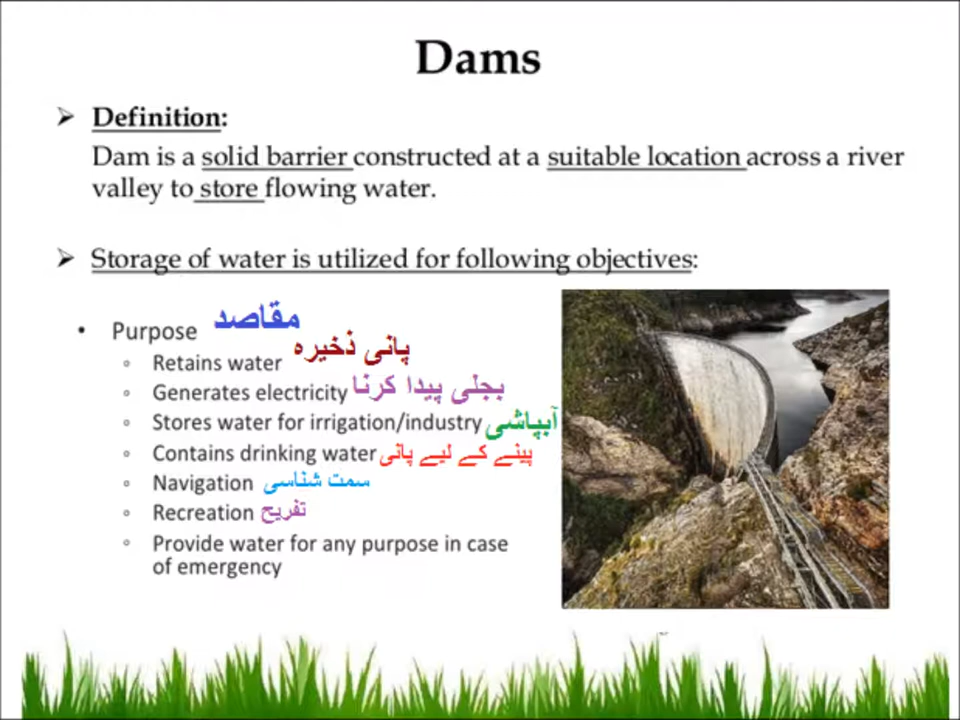 Dams
➢ Definition:
Dam is a solid barrier constructed at a suitable location across a river
valley to store flowing water.
➢ Storage of water is utilized for following objectives:
• Purpose مقاصد
◦ Retains water پانی ذخیرہ
◦ Generates electricity بجلی پیدا کرنا
◦ Stores water for irrigation/industry آبپاشی
◦ Contains drinking water پینے کے لیے پانی
◦ Navigation سمت شناسی
◦ Recreation تفریح
◦ Provide water for any purpose in case
of emergency